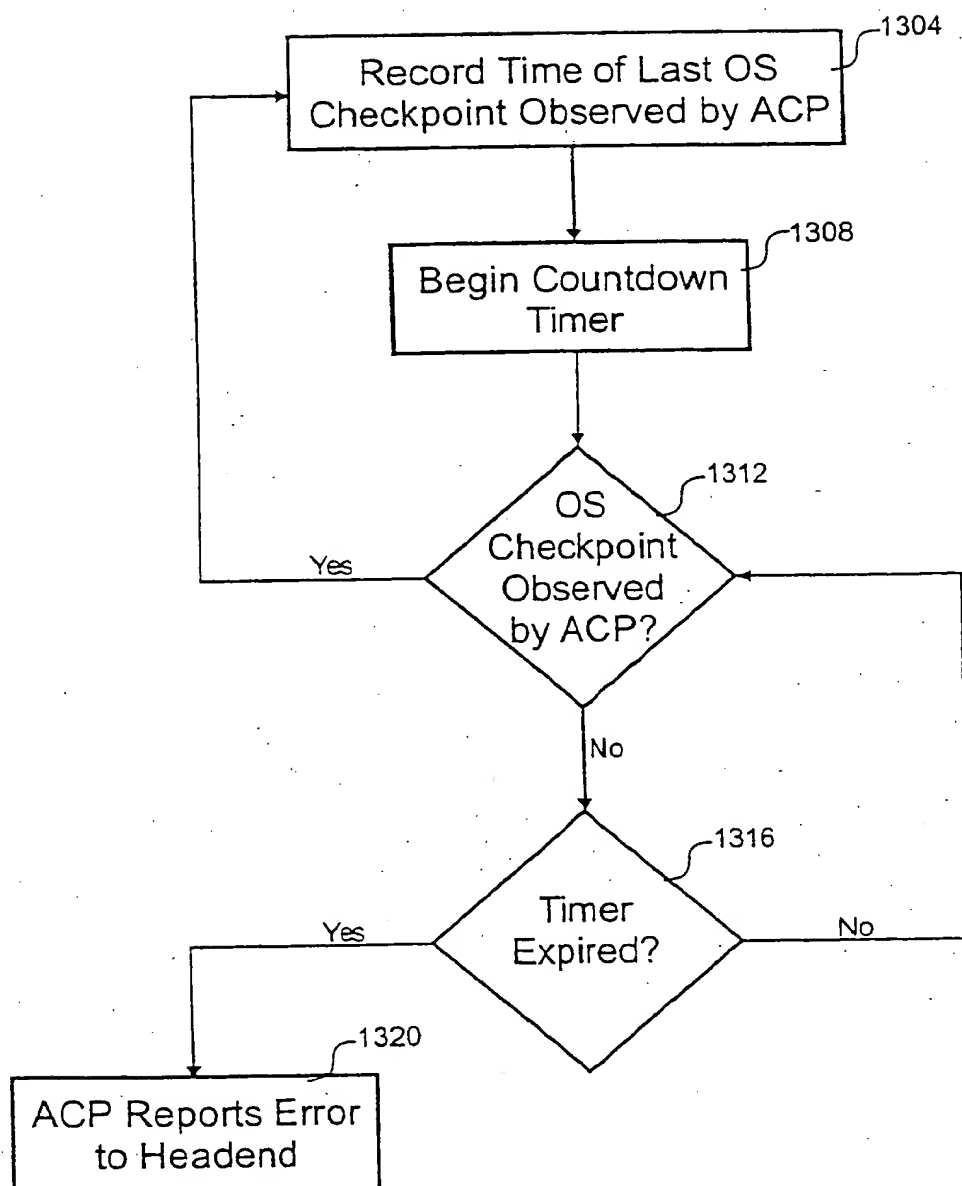 1304
Record Time of Last OS
Checkpoint Observed by ACP
1308
Begin Countdown
Timer
1312
OS
Checkpoint
Observed
by ACP?
Yes
No
1316
Timer
Expired?
Yes
No
1320
ACP Reports Error
to Headend